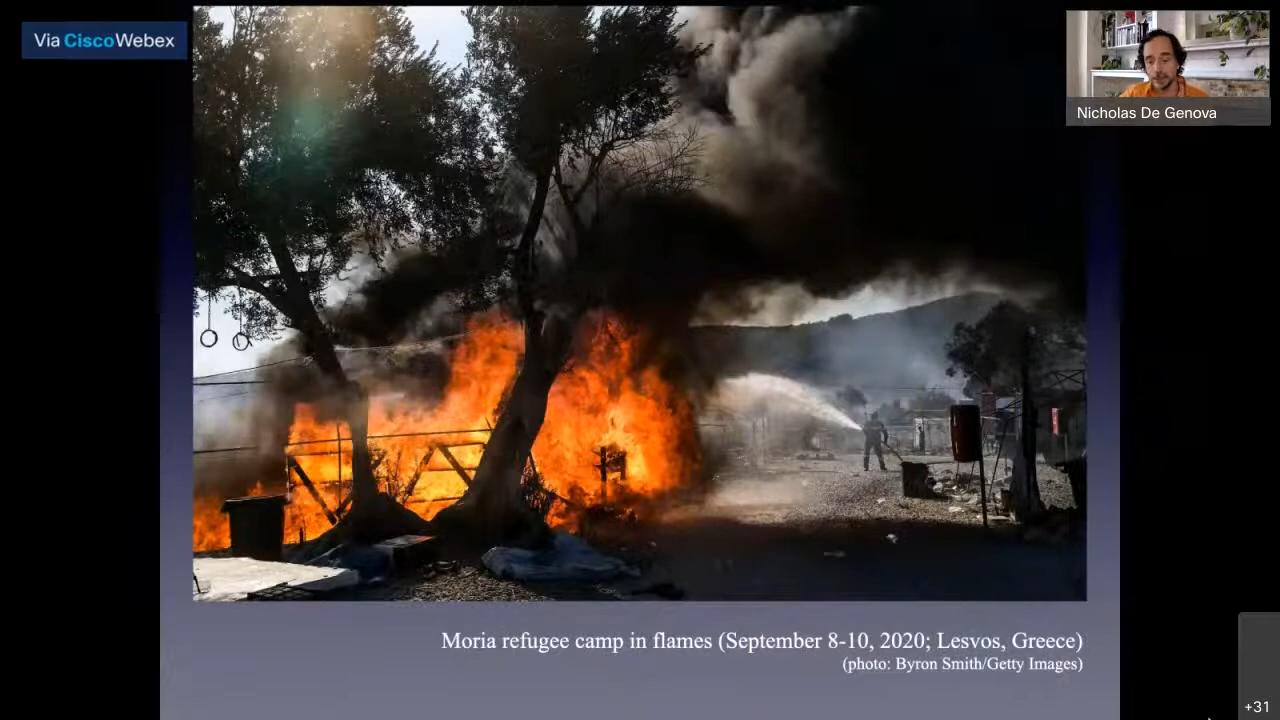 Via CiscoWebex
Nicholas De Genova
Moria refugee camp in flames (September 8-10, 2020; Lesvos, Greece)
(photo: Byron Smith/Getty Images)
+31